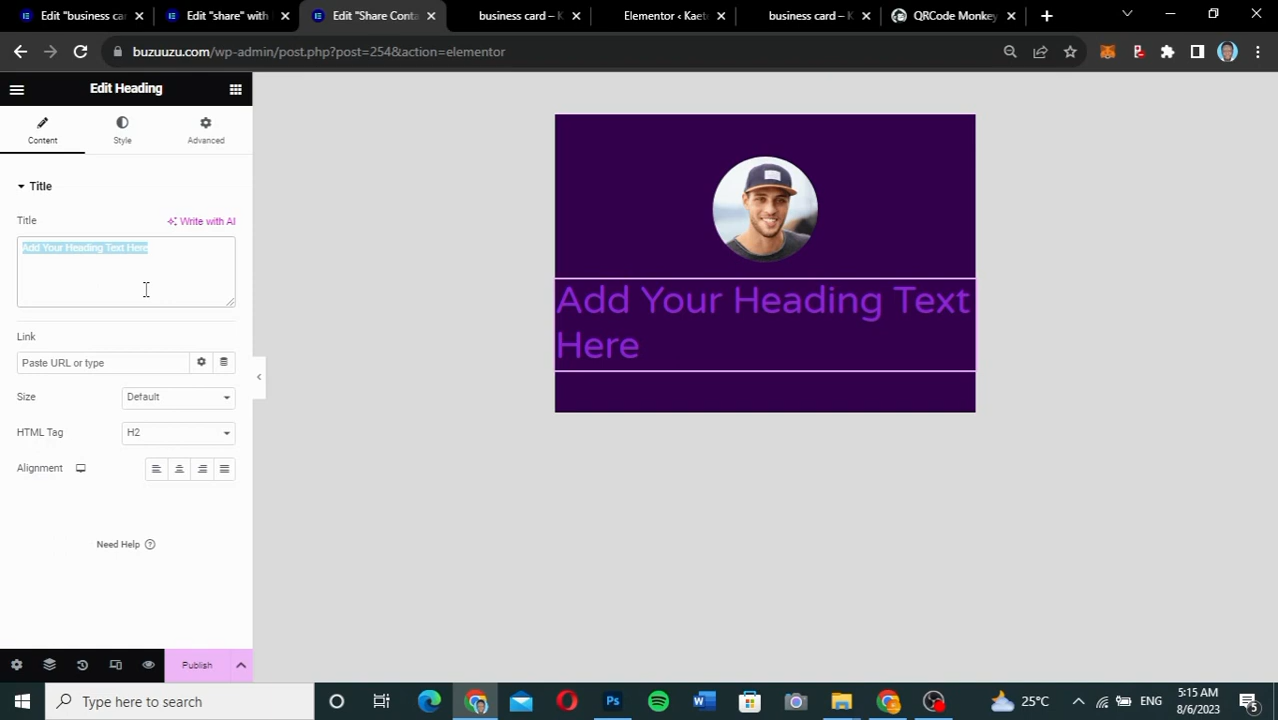 Edit "business ca
Edit "share" with
Edit "Share Conta
business card – K
Elementor ‹ Kaete
business card – K
QRCode Monkey
buzuuzu.com/wp-admin/post.php?post=254&action=elementor
Edit Heading
Content
Style
Advanced
Title
Title
Write with AI
Add Your Heading Text Here
Add Your Heading Text
Here
Link
Paste URL or type
Size
Default
HTML Tag
H2
Alignment
Need Help
Publish
Type here to search
25°C
ENG
5:15 AM
8/6/2023
5